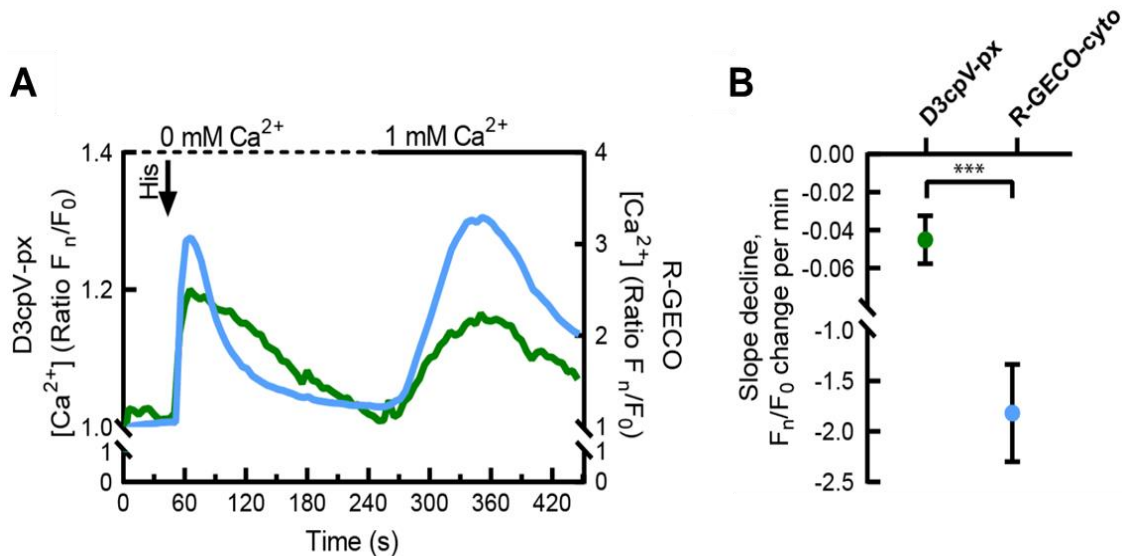 A
0 mM Ca²⁺
1 mM Ca²⁺
His
D3cpV-px
[Ca²⁺] (Ratio F n/F₀)
1.4
1.2
1.0
1
0
4
3
2
1
1
0
[Ca²⁺] (Ratio F n/F₀)
R-GECO
0 60 120 180 240 300 360 420
Time (s)
B
D3cpV-px
R-GECO-cyto
***
Slope decline,
Fₙ/F₀ change per min
0.00
-0.02
-0.04
-0.06
-1.0
-1.5
-2.0
-2.5